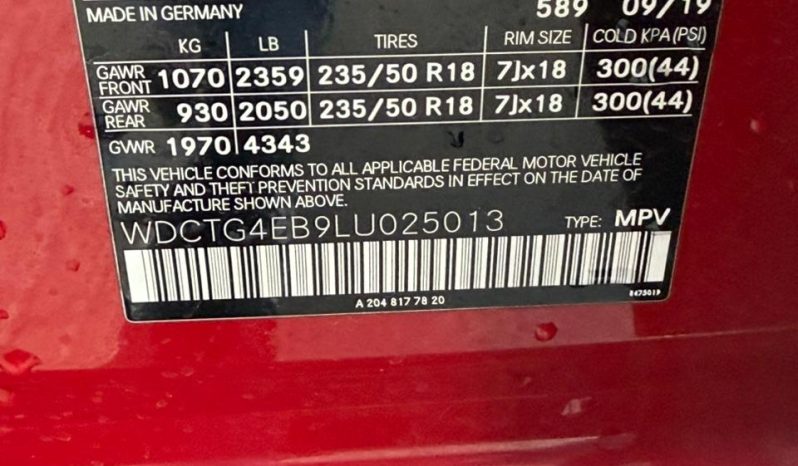 MADE IN GERMANY 589 09/19
KG LB TIRES RIM SIZE COLD KPA (PSI)
GAWR FRONT 1070 2359 235/50 R18 7Jx18 300(44)
GAWR REAR 930 2050 235/50 R18 7Jx18 300(44)
GVWR 1970 4343
THIS VEHICLE CONFORMS TO ALL APPLICABLE FEDERAL MOTOR VEHICLE
SAFETY AND THEFT PREVENTION STANDARDS IN EFFECT ON THE DATE OF
MANUFACTURE SHOWN ABOVE.
WDCTG4EB9LU025013 TYPE: MPV
A 204 817 78 20